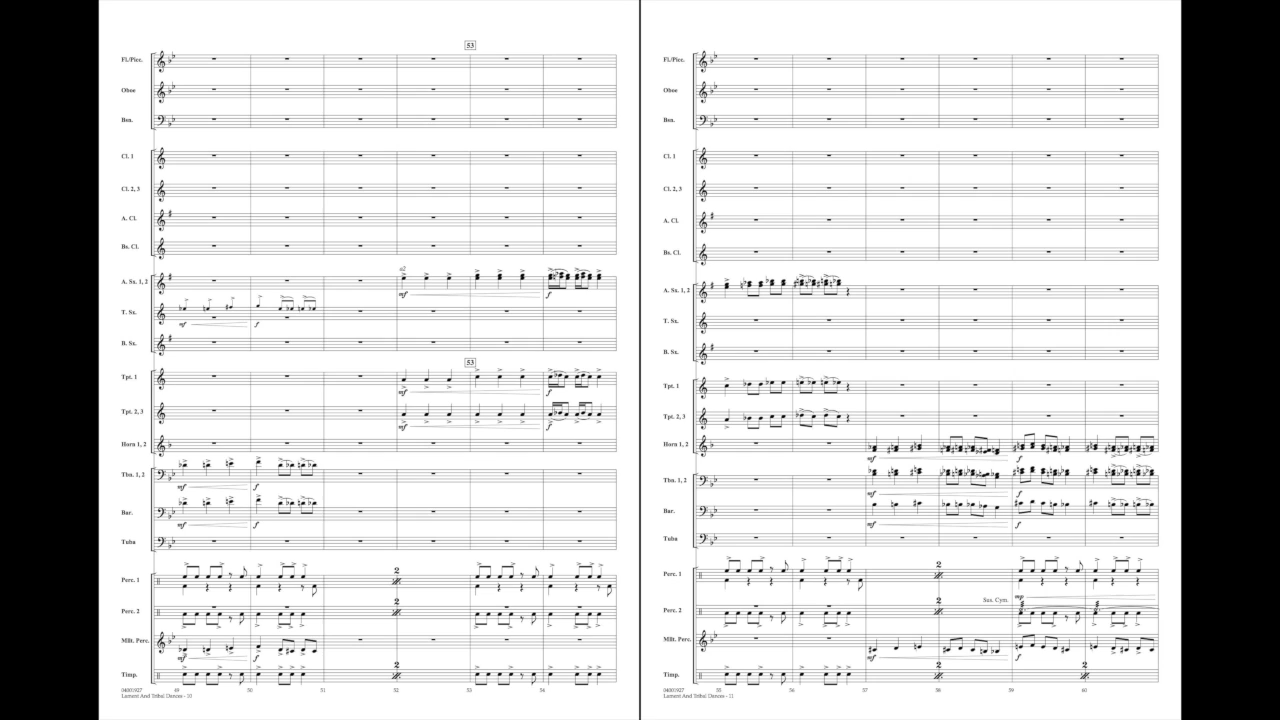 53
Fl/Picc.
Oboe
Bsn.
Cl. 1
Cl. 2, 3
A. Cl.
Bs. Cl.
A. Sx. 1, 2
a2
mf
f
T. Sx.
mf
f
B. Sx.
53
Tpt. 1
mf
f
Tpt. 2, 3
mf
f
Horn 1, 2
Tbn. 1, 2
mf
f
Bar.
mf
f
Tuba
Perc. 1
2
Perc. 2
2
Mllt. Perc.
mf
f
Timp.
2
04001927
49 50 51 52 53 54
Lament And Tribal Dances - 10
Fl/Picc.
Oboe
Bsn.
Cl. 1
Cl. 2, 3
A. Cl.
Bs. Cl.
A. Sx. 1, 2
T. Sx.
B. Sx.
Tpt. 1
Tpt. 2, 3
Horn 1, 2
mf
f
Tbn. 1, 2
mf
f
Bar.
mf
f
Tuba
Perc. 1
2
Sus. Cym.
mp
Perc. 2
2
Mllt. Perc.
mf
f
Timp.
2
2
04001927
55 56 57 58 59 60
Lament And Tribal Dances - 11